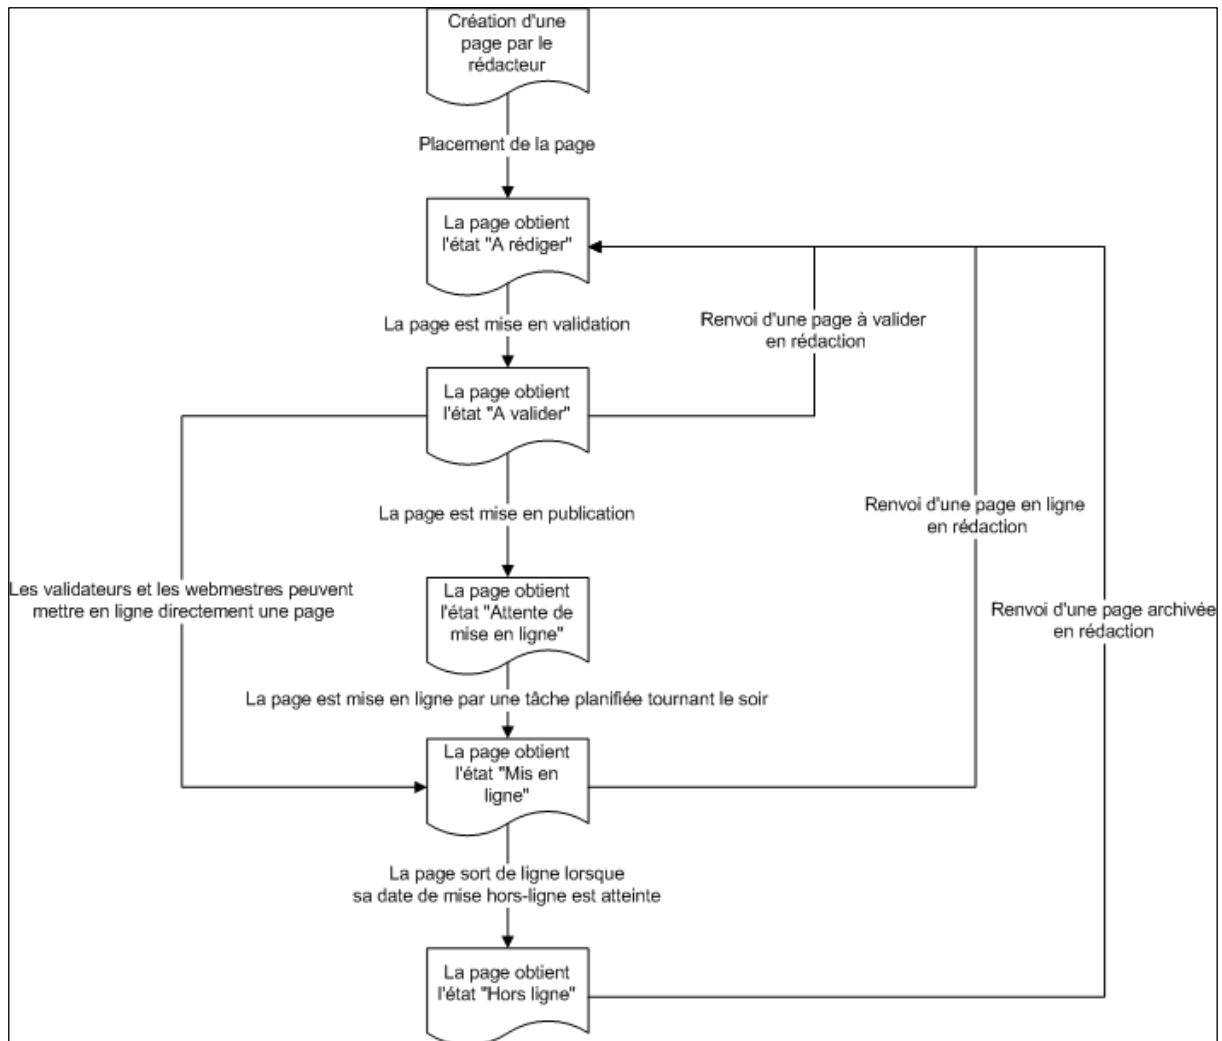 Création d'une
page par le
rédacteur
Placement de la page
La page obtient
l'état "A rédiger"
La page est mise en validation
Renvoi d'une page à valider
en rédaction
La page obtient
l'état "A valider"
Renvoi d'une page en ligne
en rédaction
La page est mise en publication
Les validateurs et les webmestres peuvent
mettre en ligne directement une page
La page obtient
l'état "Attente de
mise en ligne"
Renvoi d'une page archivée
en rédaction
La page est mise en ligne par une tâche planifiée tournant le soir
La page obtient
l'état "Mis en
ligne"
La page sort de ligne lorsque
sa date de mise hors-ligne est atteinte
La page obtient
l'état "Hors ligne"